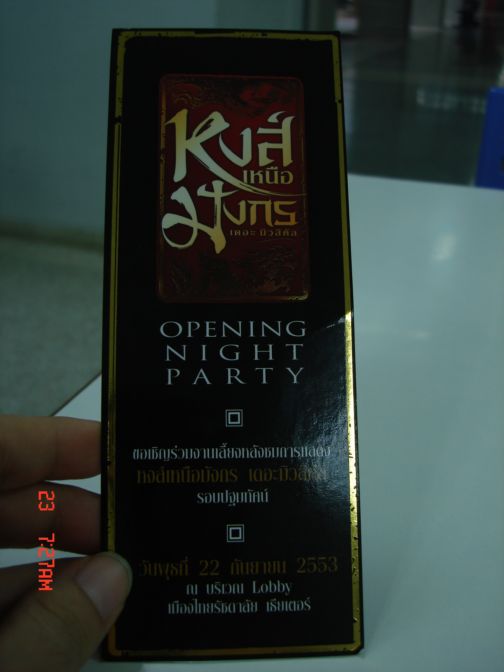 หงส์
เหนือ
มังกร
เดอะ มิวสิคัล
OPENING
NIGHT
PARTY
ขอเชิญร่วมงานเลี้ยงหลังชมการแสดง
หงส์เหนือมังกร เดอะมิวสิคัล
รอบปฐมทัศน์
วันพุธที่ 22 กันยายน 2553
ณ บริเวณ Lobby
เมืองไทยรัชดาลัย เธียเตอร์
23 7:27AM